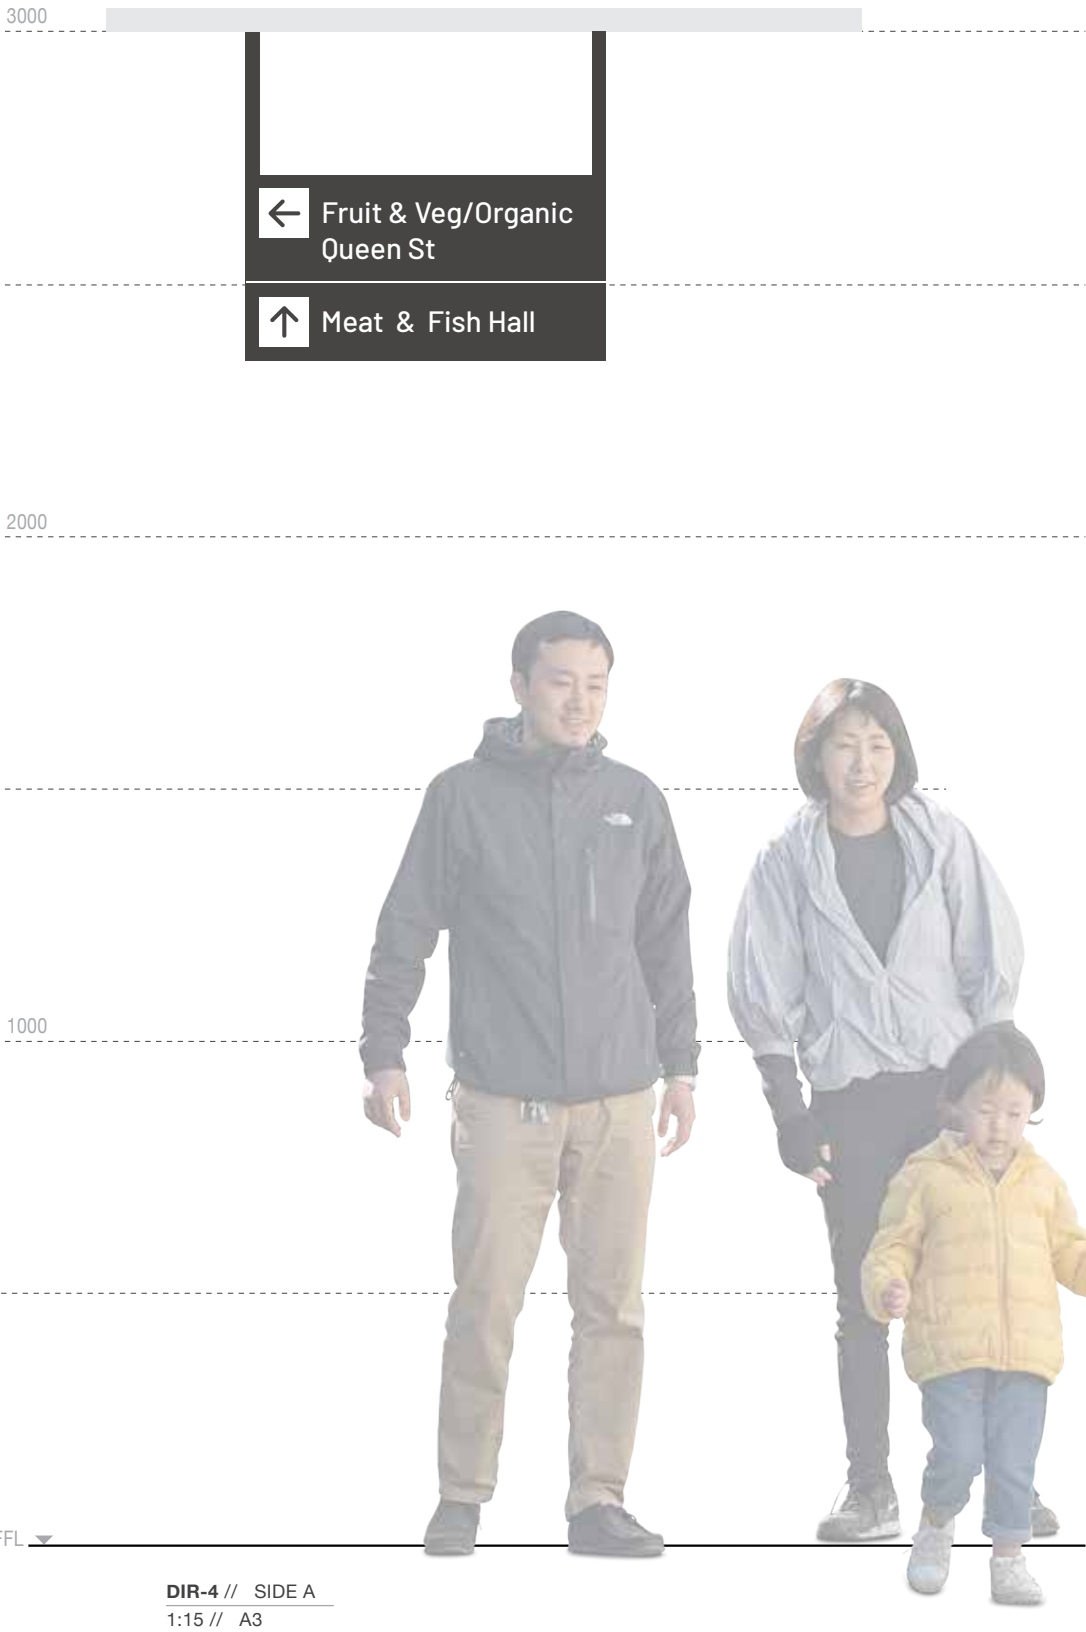 3000
Fruit & Veg/Organic
Queen St
Meat & Fish Hall
2000
1000
FFL
DIR-4 // SIDE A
1:15 // A3